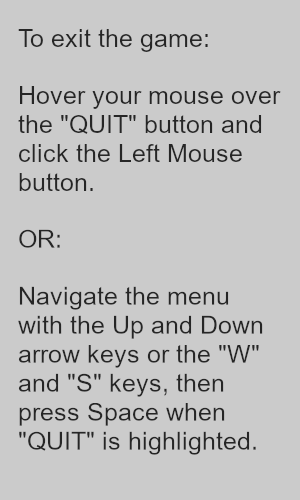 To exit the game:
Hover your mouse over
the "QUIT" button and
click the Left Mouse
button.
OR:
Navigate the menu
with the Up and Down
arrow keys or the "W"
and "S" keys, then
press Space when
"QUIT" is highlighted.